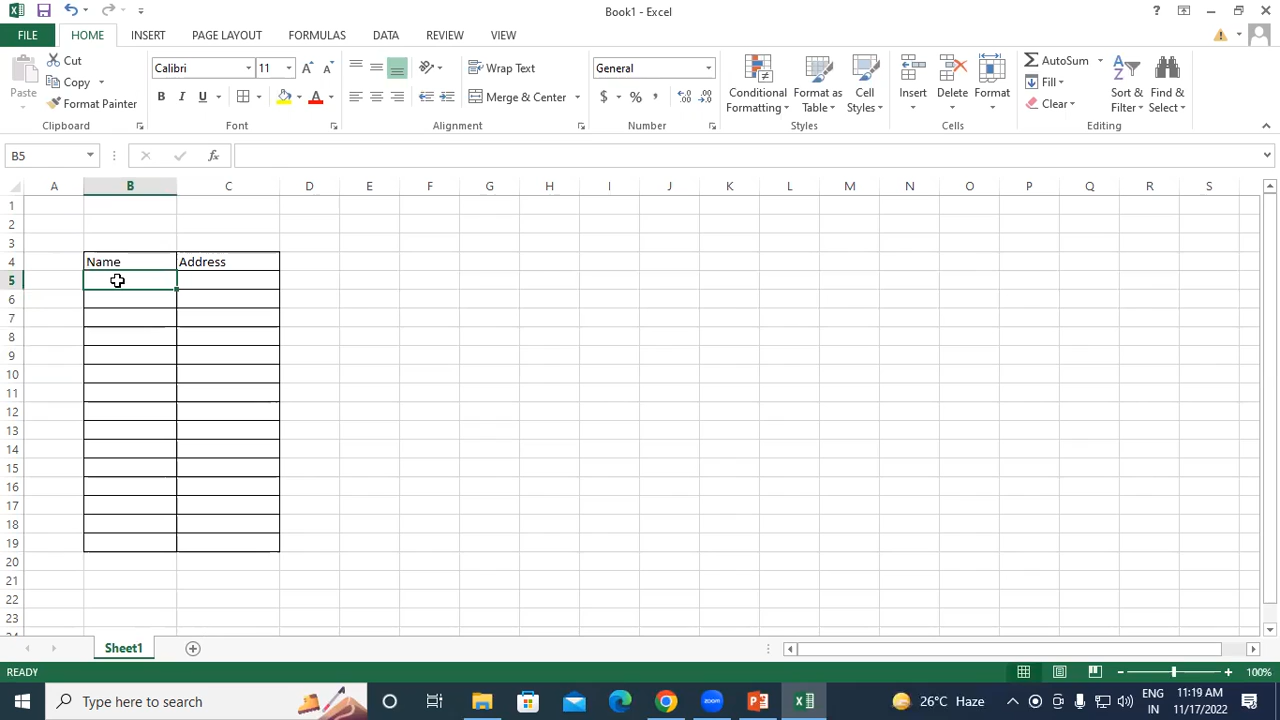 Book1 - Excel
?
FILE HOME INSERT PAGE LAYOUT FORMULAS DATA REVIEW VIEW
Paste
Cut
Copy
Format Painter
Clipboard
Calibri 11
B I U
Font
Wrap Text
Merge & Center
Alignment
General
$ % ,
Number
Conditional Formatting
Format as Table
Cell Styles
Styles
Insert
Delete
Format
Cells
AutoSum
Fill
Clear
Sort & Filter
Find & Select
Editing
B5
fx
A B C D E F G H I J K L M N O P Q R S
1
2
3
4 Name Address
5
6
7
8
9
10
11
12
13
14
15
16
17
18
19
20
21
22
23
Sheet1
READY
100%
Type here to search
zoom
26°C Haze
ENG
IN
11:19 AM
11/17/2022